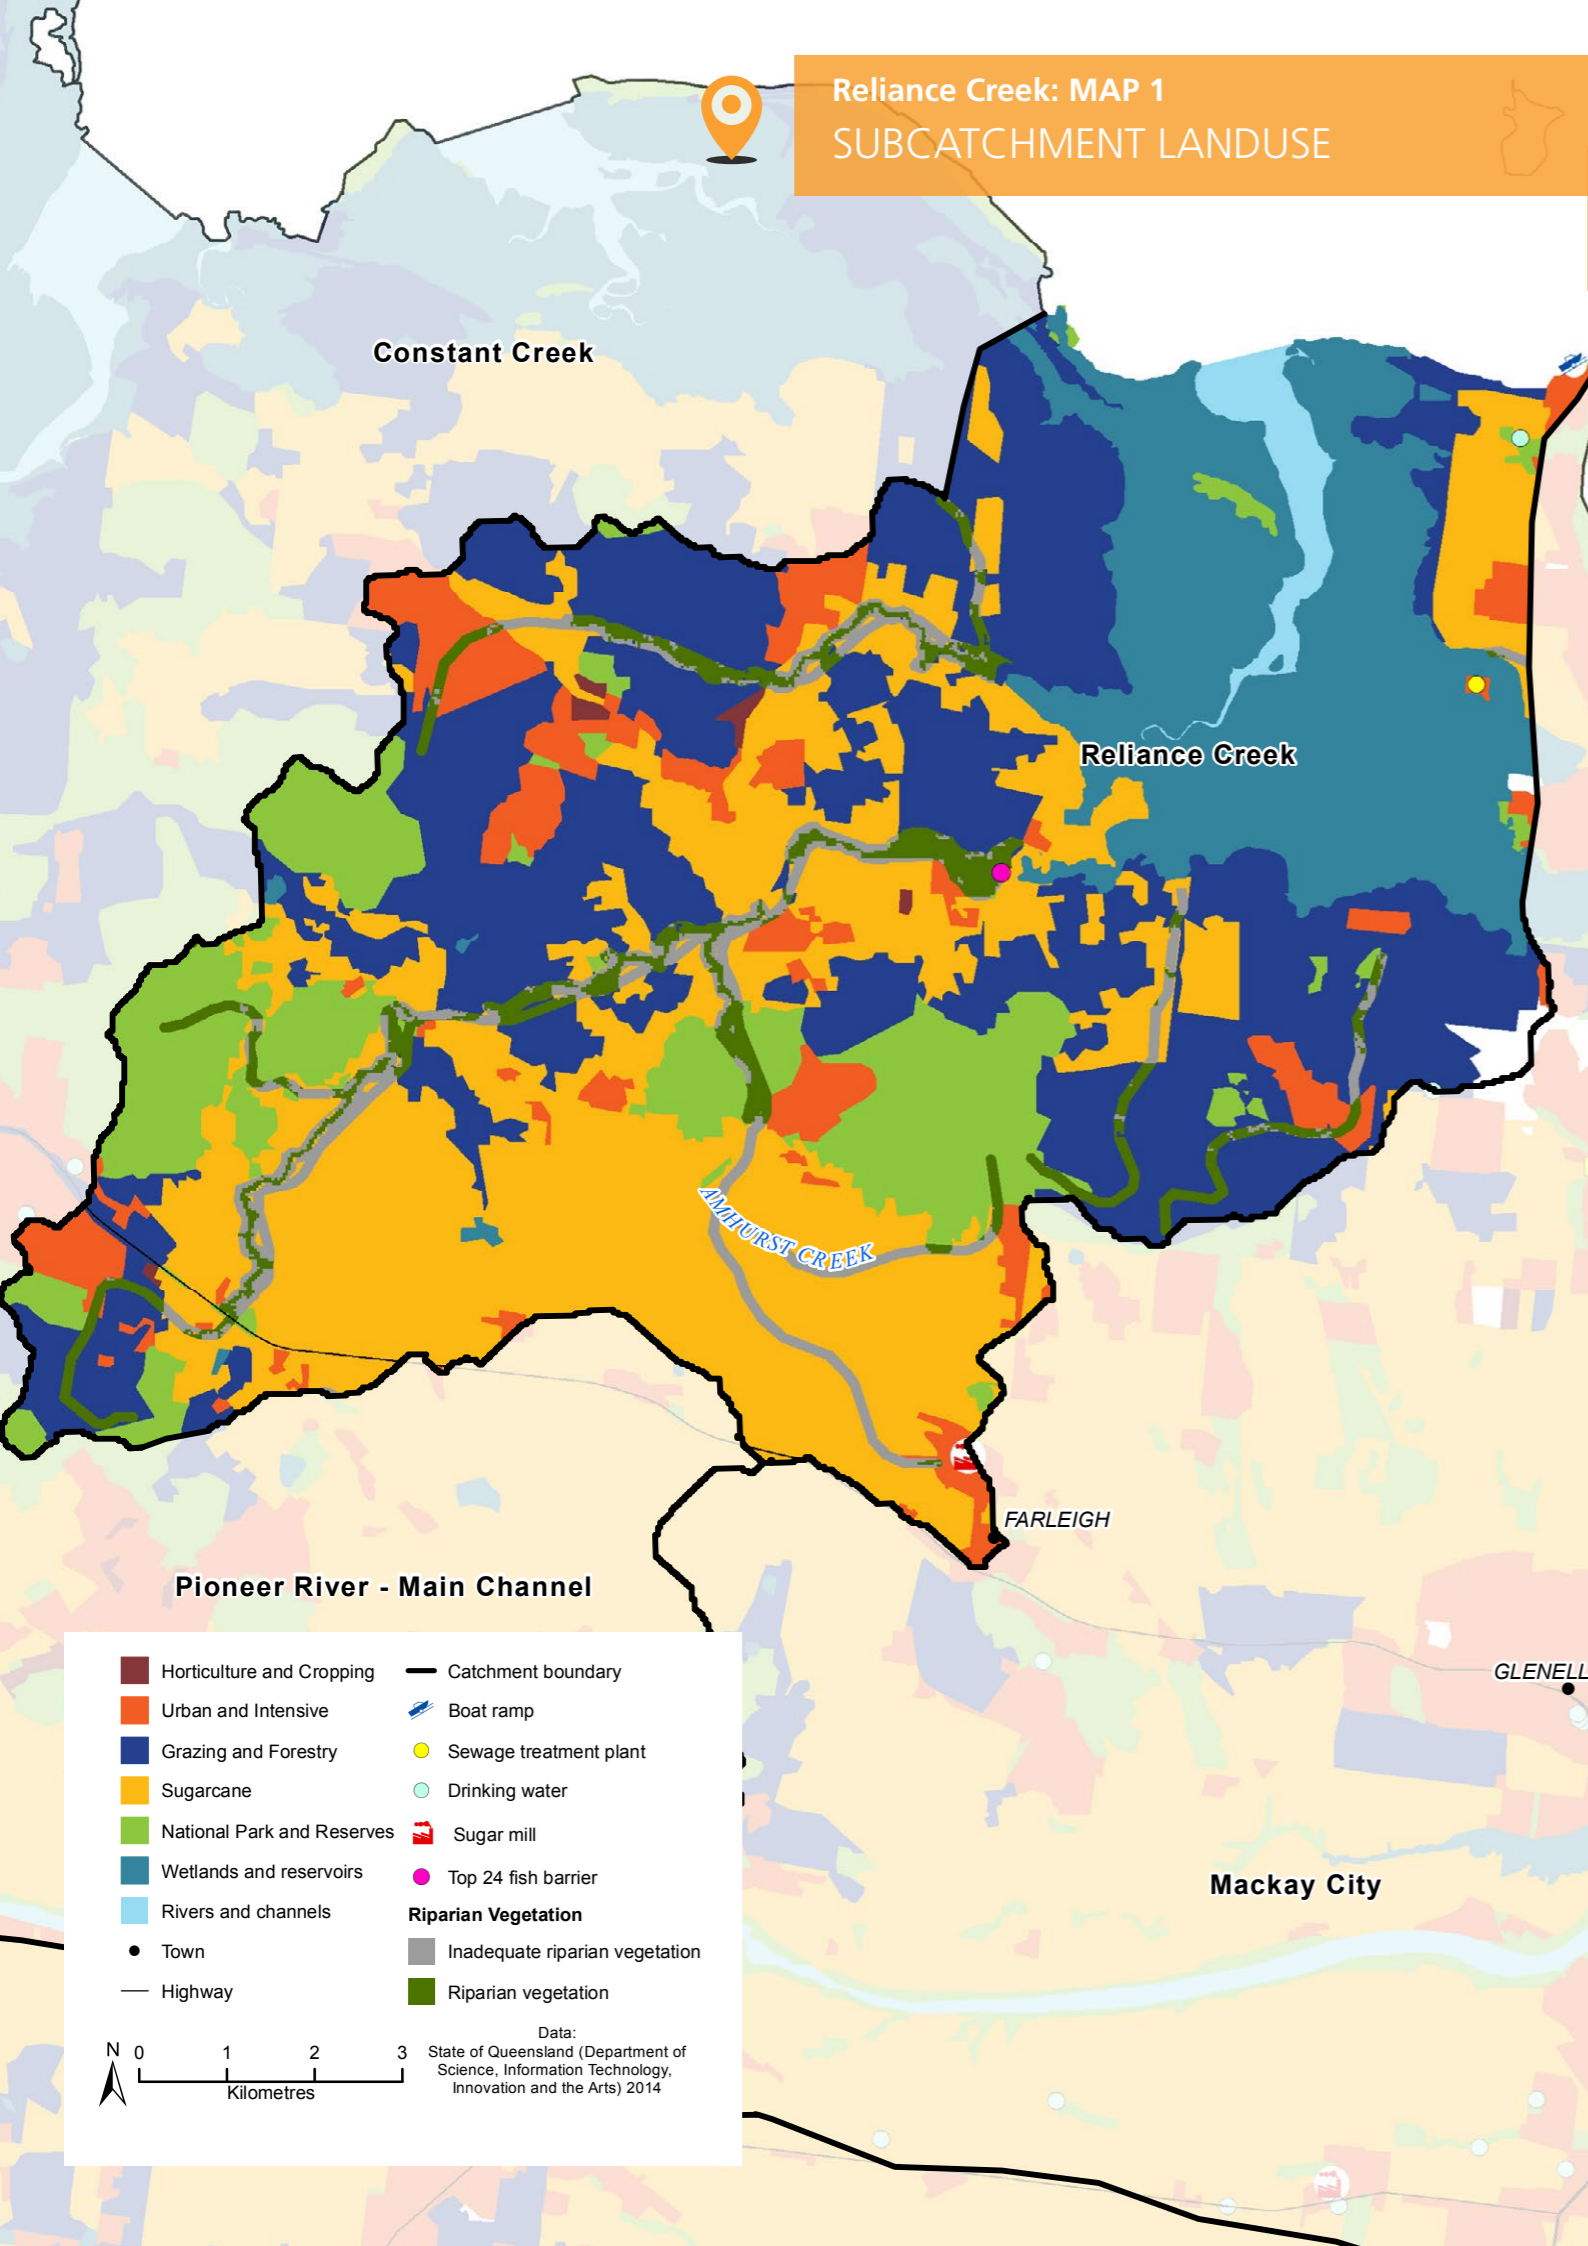 Reliance Creek: MAP 1
SUBCATCHMENT LANDUSE
Constant Creek
Reliance Creek
AMHURST CREEK
FARLEIGH
Pioneer River - Main Channel
GLENELL
Mackay City
Horticulture and Cropping
Urban and Intensive
Grazing and Forestry
Sugarcane
National Park and Reserves
Wetlands and reservoirs
Rivers and channels
Town
Highway
Catchment boundary
Boat ramp
Sewage treatment plant
Drinking water
Sugar mill
Top 24 fish barrier
Riparian Vegetation
Inadequate riparian vegetation
Riparian vegetation
N 0 1 2 3
Kilometres
Data:
State of Queensland (Department of
Science, Information Technology,
Innovation and the Arts) 2014